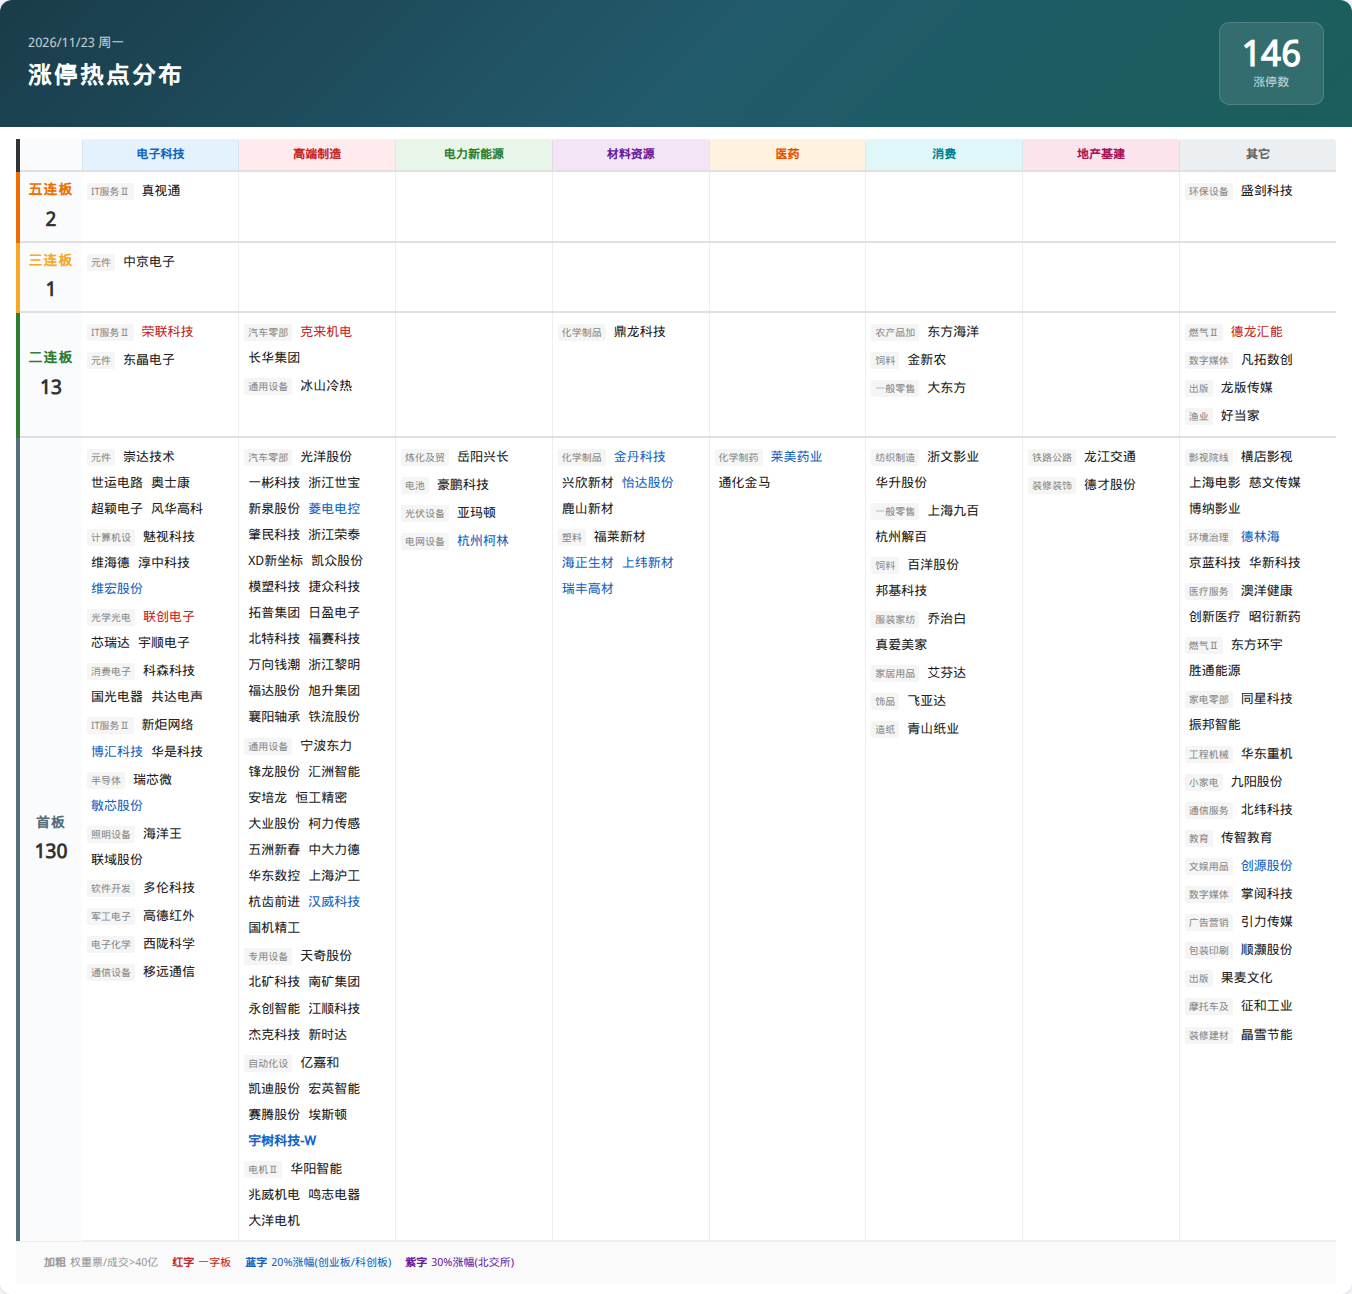 2026/11/23 周一
涨停热点分布
146
涨停数
电子科技 高端制造 电力新能源 材料资源 医药 消费 地产基建 其它
五连板
2
IT服务Ⅱ 真视通
环保设备 盛剑科技
三连板
1
元件 中京电子
二连板
13
IT服务Ⅱ 荣联科技
元件 东晶电子
汽车零部 克来机电
长华集团
通用设备 冰山冷热
化学制品 鼎龙科技
农产品加 东方海洋
饲料 金新农
一般零售 大东方
燃气Ⅱ 德龙汇能
数字媒体 凡拓数创
出版 龙版传媒
渔业 好当家
首板
130
元件 崇达技术
世运电路 奥士康
超颖电子 风华高科
计算机设 魅视科技
维海德 淳中科技
维宏股份
光学光电 联创电子
芯瑞达 宇顺电子
消费电子 科森科技
国光电器 共达电声
IT服务Ⅱ 新炬网络
博汇科技 华是科技
半导体 瑞芯微
敏芯股份
照明设备 海洋王
联域股份
软件开发 多伦科技
军工电子 高德红外
电子化学 西陇科学
通信设备 移远通信
汽车零部 光洋股份
一彬科技 浙江世宝
新泉股份 菱电电控
肇民科技 浙江荣泰
XD新坐标 凯众股份
模塑科技 捷众科技
拓普集团 日盈电子
北特科技 福赛科技
万向钱潮 浙江黎明
福达股份 旭升集团
襄阳轴承 铁流股份
通用设备 宁波东力
锋龙股份 汇洲智能
安培龙 恒工精密
大业股份 柯力传感
五洲新春 中大力德
华东数控 上海沪工
杭齿前进 汉威科技
国机精工
专用设备 天奇股份
北矿科技 南矿集团
永创智能 江顺科技
杰克科技 新时达
自动化设 亿嘉和
凯迪股份 宏英智能
赛腾股份 埃斯顿
宇树科技-W
电机Ⅱ 华阳智能
兆威机电 鸣志电器
大洋电机
炼化及贸 岳阳兴长
电池 豪鹏科技
光伏设备 亚玛顿
电网设备 杭州柯林
化学制品 金丹科技
兴欣新材 怡达股份
鹿山新材
塑料 福莱新材
海正生材 上纬新材
瑞丰高材
化学制药 莱美药业
通化金马
纺织制造 浙文影业
华升股份
一般零售 上海九百
杭州解百
饲料 百洋股份
邦基科技
服装家纺 乔治白
真爱美家
家居用品 艾芬达
饰品 飞亚达
造纸 青山纸业
铁路公路 龙江交通
装修装饰 德才股份
影视院线 横店影视
上海电影 慈文传媒
博纳影业
环境治理 德林海
京蓝科技 华新科技
医疗服务 澳洋健康
创新医疗 昭衍新药
燃气Ⅱ 东方环宇
胜通能源
家电零部 同星科技
振邦智能
工程机械 华东重机
小家电 九阳股份
通信服务 北纬科技
教育 传智教育
文娱用品 创源股份
数字媒体 掌阅科技
广告营销 引力传媒
包装印刷 顺灏股份
出版 果麦文化
摩托车及 征和工业
装修建材 晶雪节能
加粗 权重票/成交>40亿 红字 一字板 蓝字 20%涨幅(创业板/科创板) 紫字 30%涨幅(北交所)